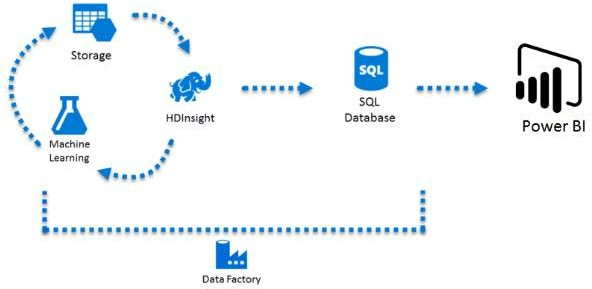 Storage
HDInsight
Machine
Learning
SQL
SQL
Database
Power BI
Data Factory